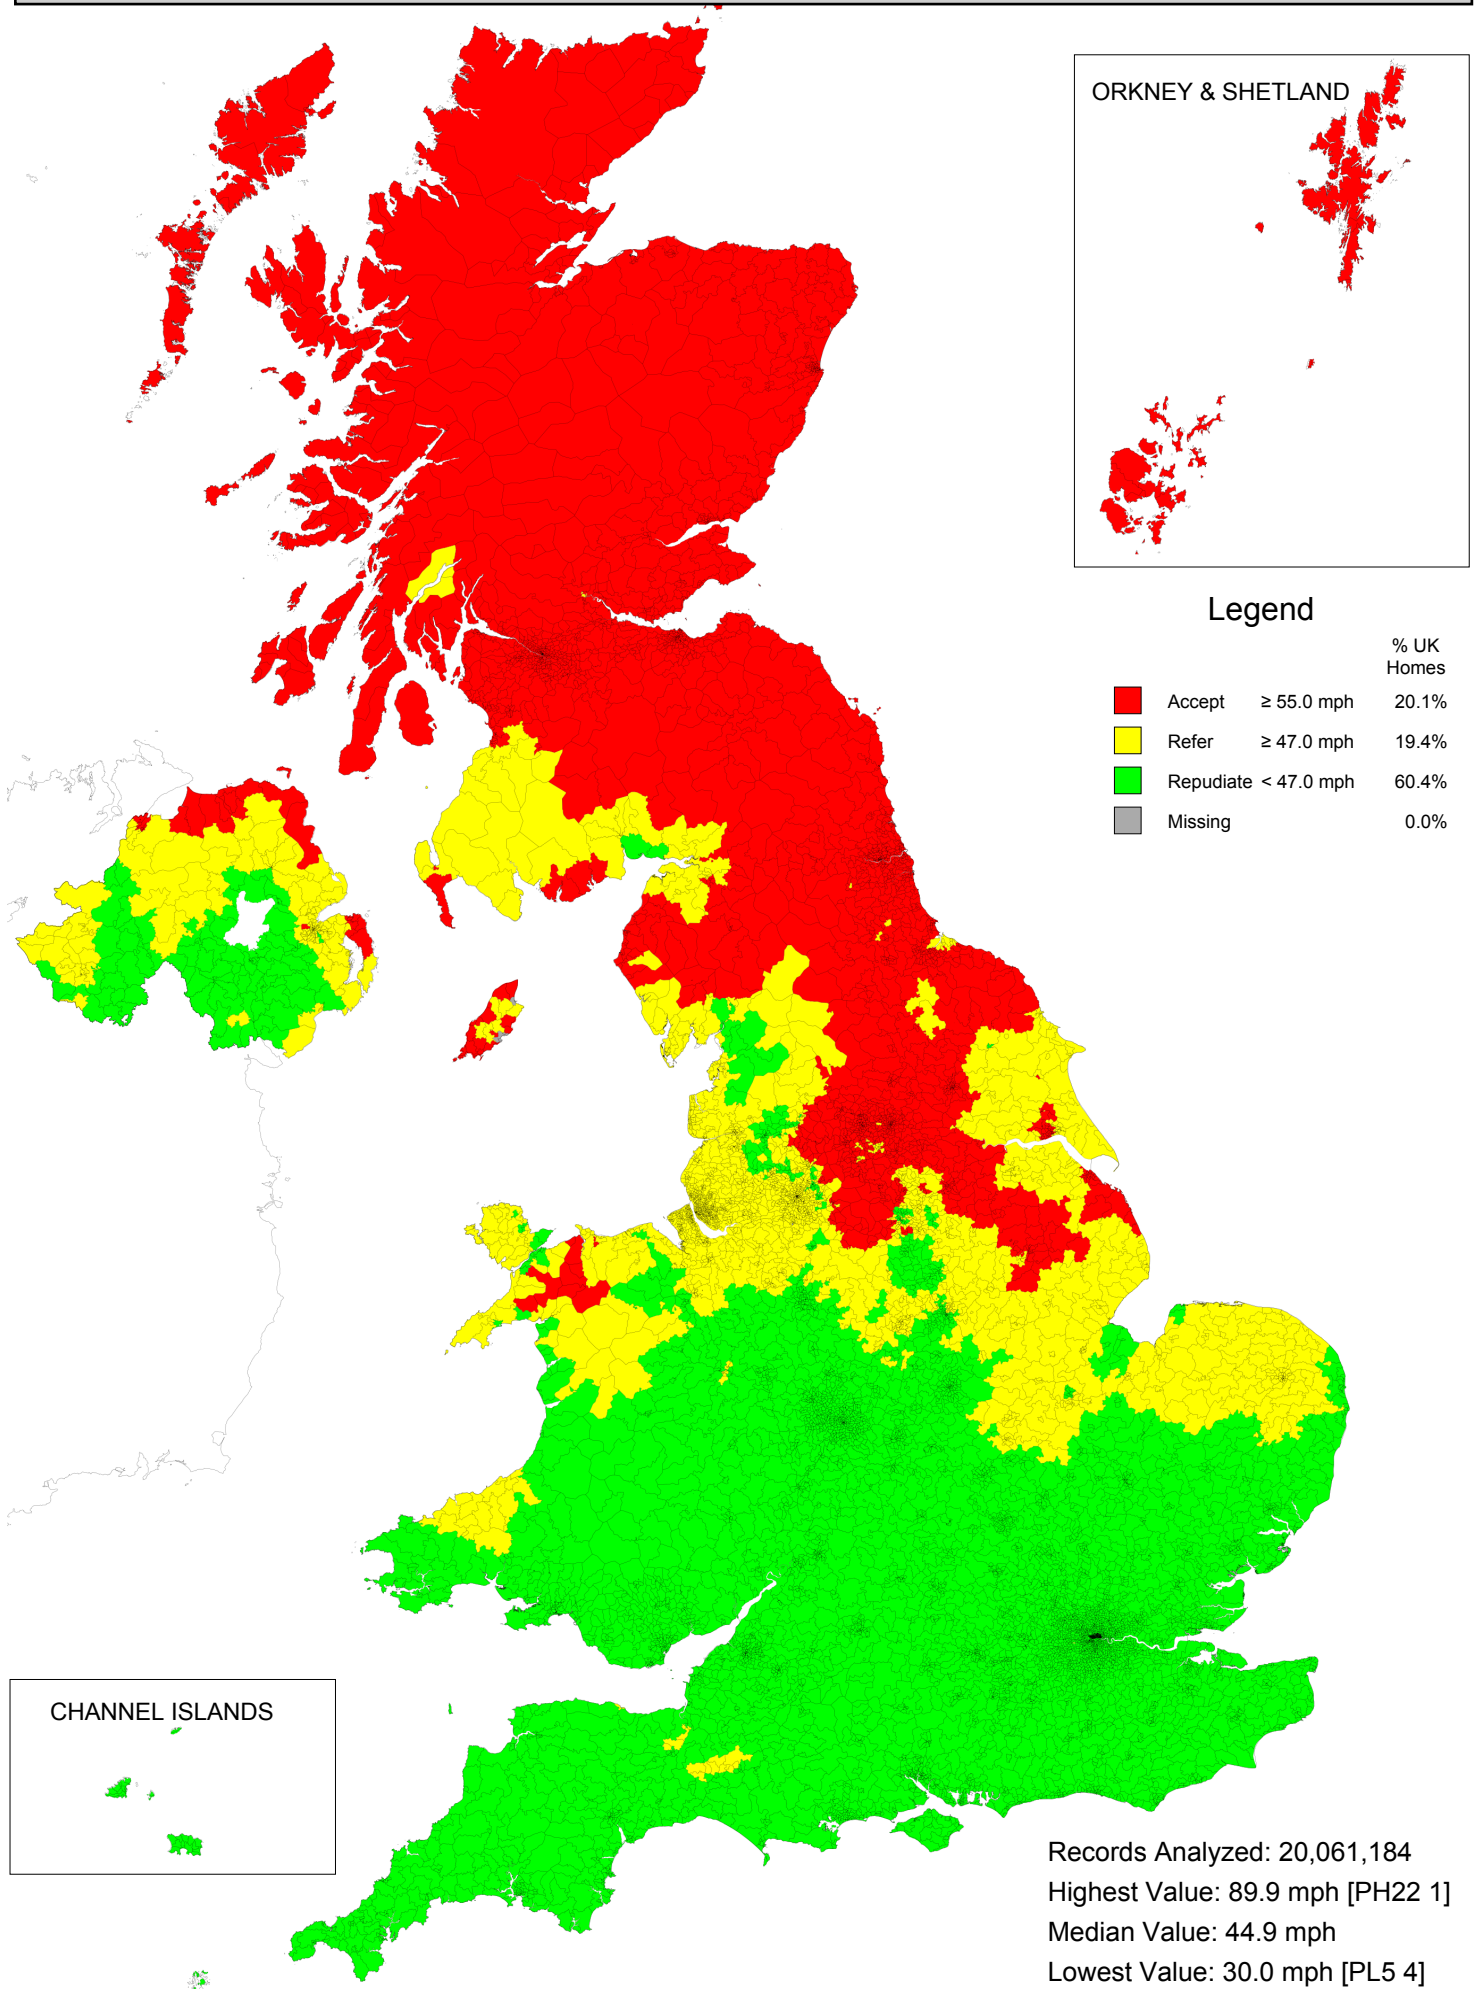 ORKNEY & SHETLAND
Legend
% UK
Homes
Accept ≥ 55.0 mph 20.1%
Refer ≥ 47.0 mph 19.4%
Repudiate < 47.0 mph 60.4%
Missing 0.0%
CHANNEL ISLANDS
Records Analyzed: 20,061,184
Highest Value: 89.9 mph [PH22 1]
Median Value: 44.9 mph
Lowest Value: 30.0 mph [PL5 4]